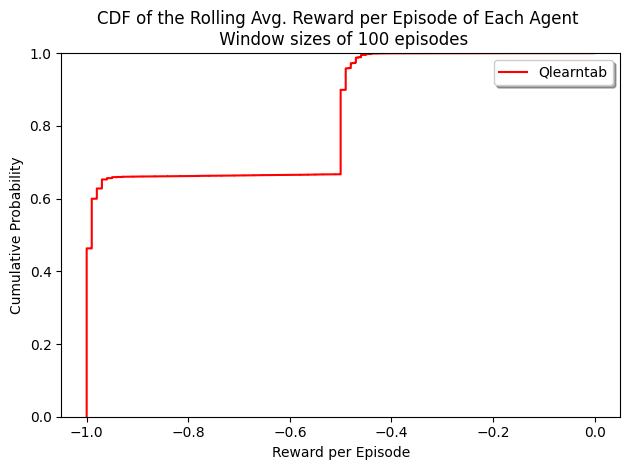 CDF of the Rolling Avg. Reward per Episode of Each Agent
Window sizes of 100 episodes
Qlearntab
Cumulative Probability
1.0
0.8
0.6
0.4
0.2
0.0
−1.0 −0.8 −0.6 −0.4 −0.2 0.0
Reward per Episode